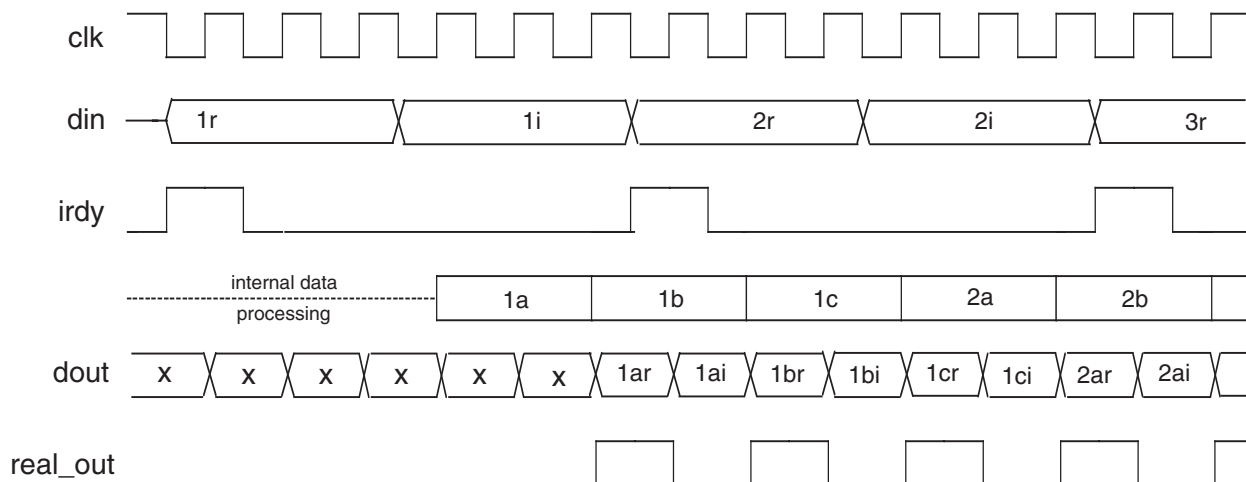 clk
din 1r 1i 2r 2i 3r
irdy
internal data
processing
1a 1b 1c 2a 2b
dout x x x x x x 1ar 1ai 1br 1bi 1cr 1ci 2ar 2ai
real_out